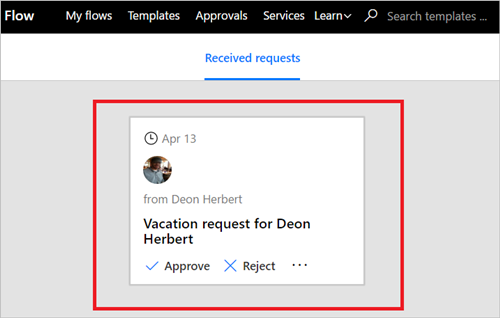 Flow My flows Templates Approvals Services Learn Search templates ...
Received requests
Apr 13
from Deon Herbert
Vacation request for Deon
Herbert
Approve Reject ...